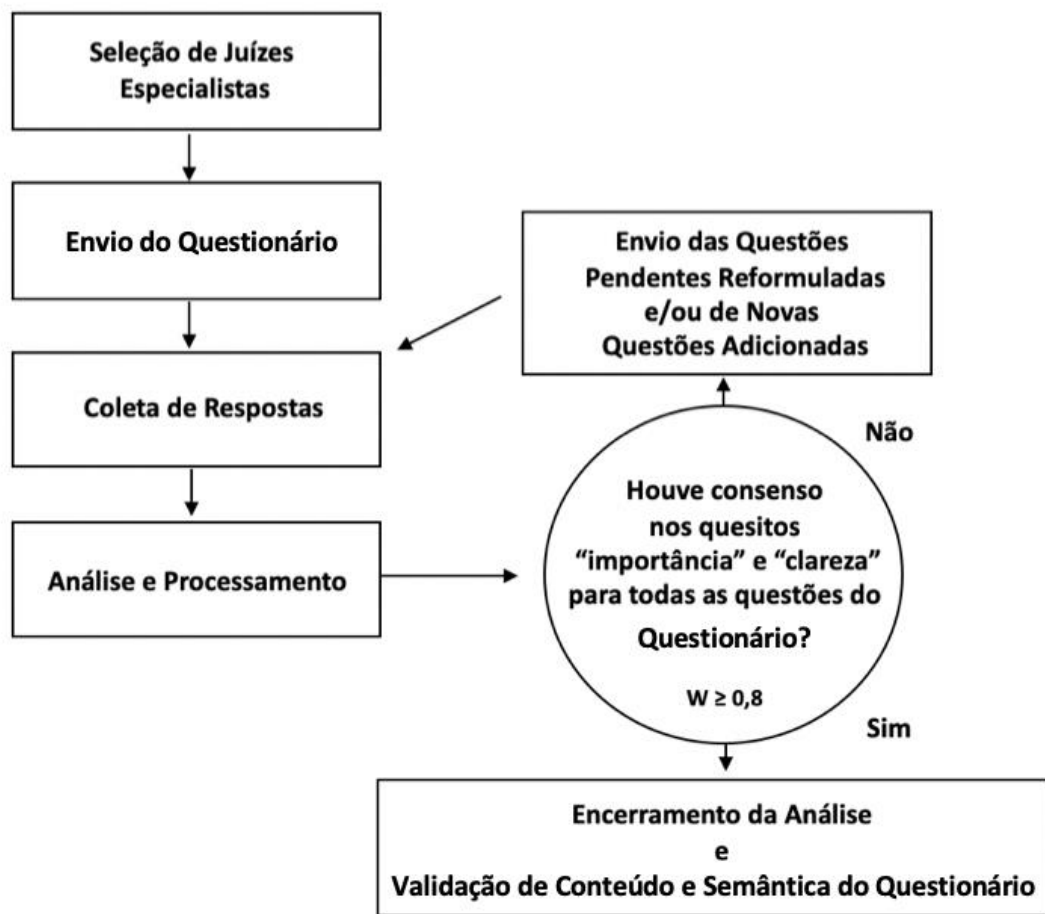 Seleção de Juízes
Especialistas
Envio do Questionário
Coleta de Respostas
Análise e Processamento
Houve consenso
nos quesitos
“importância” e “clareza”
para todas as questões do
Questionário?
W ≥ 0,8
Não
Envio das Questões
Pendentes Reformuladas
e/ou de Novas
Questões Adicionadas
Sim
Encerramento da Análise
e
Validação de Conteúdo e Semântica do Questionário